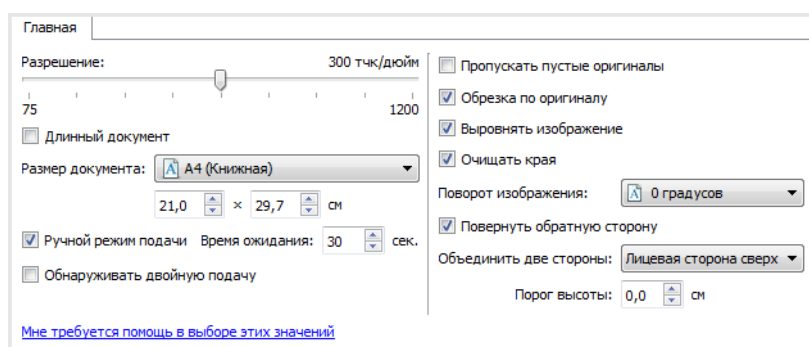 Главная
Разрешение: 300 тчк/дюйм
75 1200
Длинный документ
Размер документа: A4 (Книжная)
21,0 × 29,7 см
Ручной режим подачи Время ожидания: 30 сек.
Обнаруживать двойную подачу
Мне требуется помощь в выборе этих значений
Пропускать пустые оригиналы
Обрезка по оригиналу
Выровнять изображение
Очищать края
Поворот изображения: 0 градусов
Повернуть обратную сторону
Объединить две стороны: Лицевая сторона сверх
Порог высоты: 0,0 см